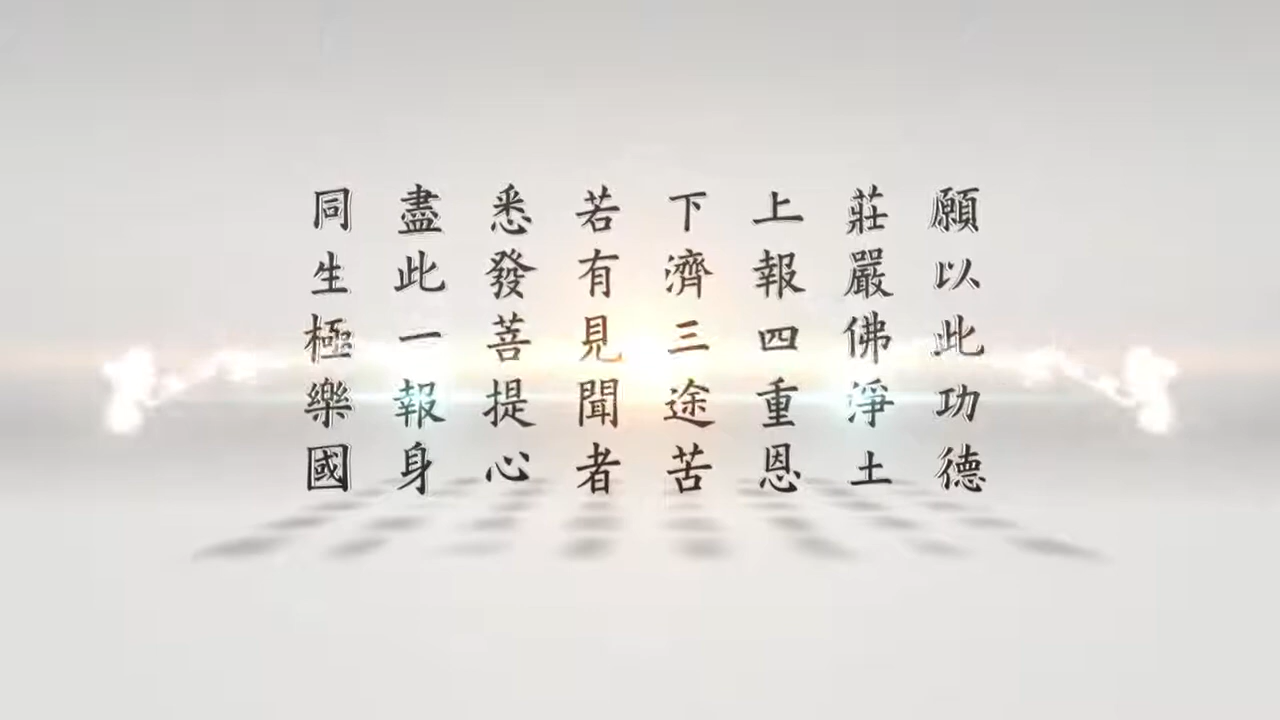 願以此功德
莊嚴佛淨土
上報四重恩
下濟三途苦
若有見聞者
悉發菩提心
盡此一報身
同生極樂國